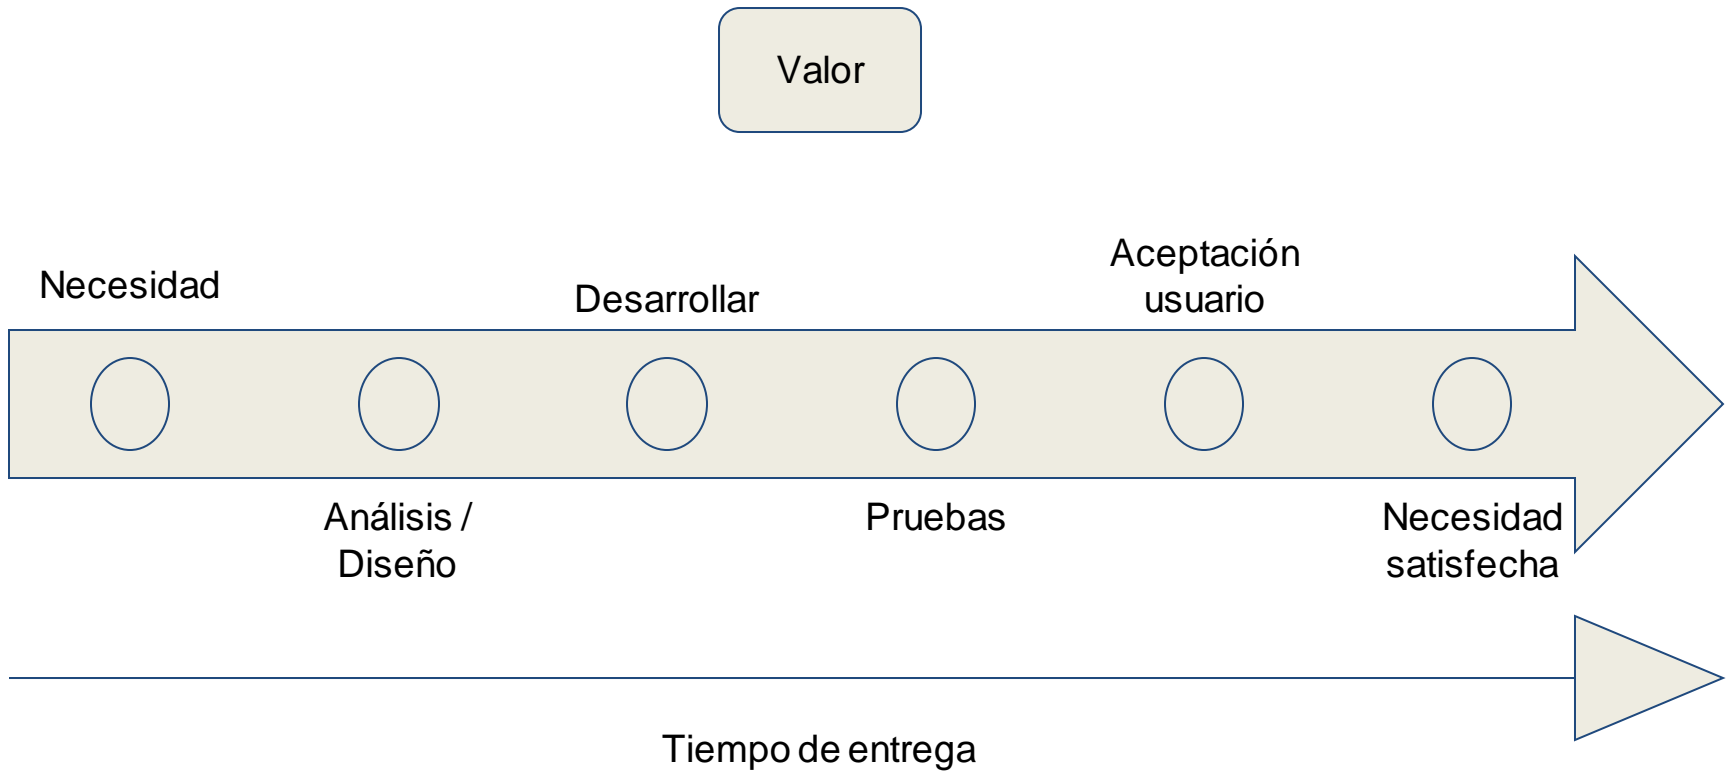 Valor
Necesidad
Desarrollar
Aceptación
usuario
Análisis /
Diseño
Pruebas
Necesidad
satisfecha
Tiempo de entrega